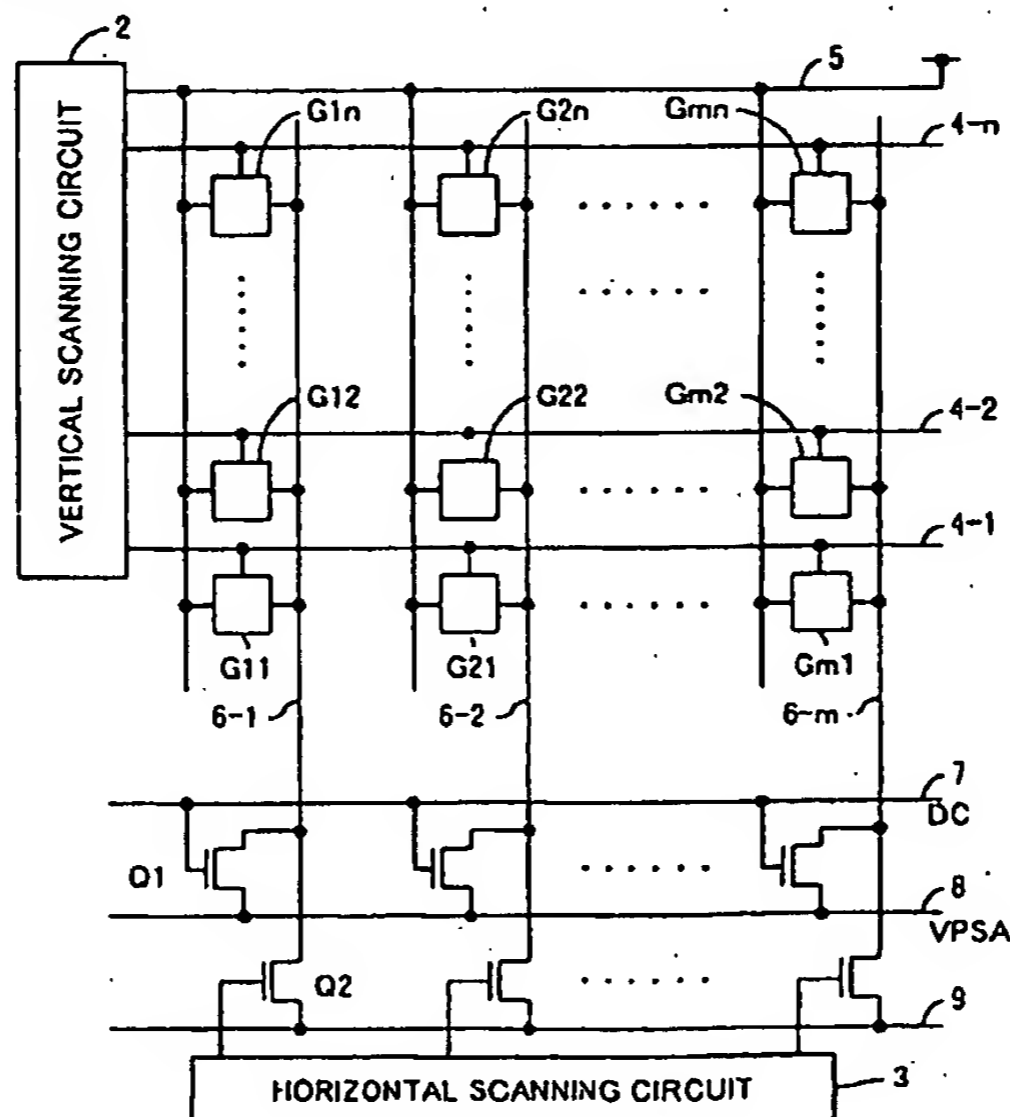 2
5
G1n
G2n
Gmn
4-n
VERTICAL SCANNING CIRCUIT
G12
G22
Gm2
4-2
4-1
G11
G21
Gm1
6-1
6-2
6-m
7
DC
Q1
8
VPSA
Q2
9
HORIZONTAL SCANNING CIRCUIT
3